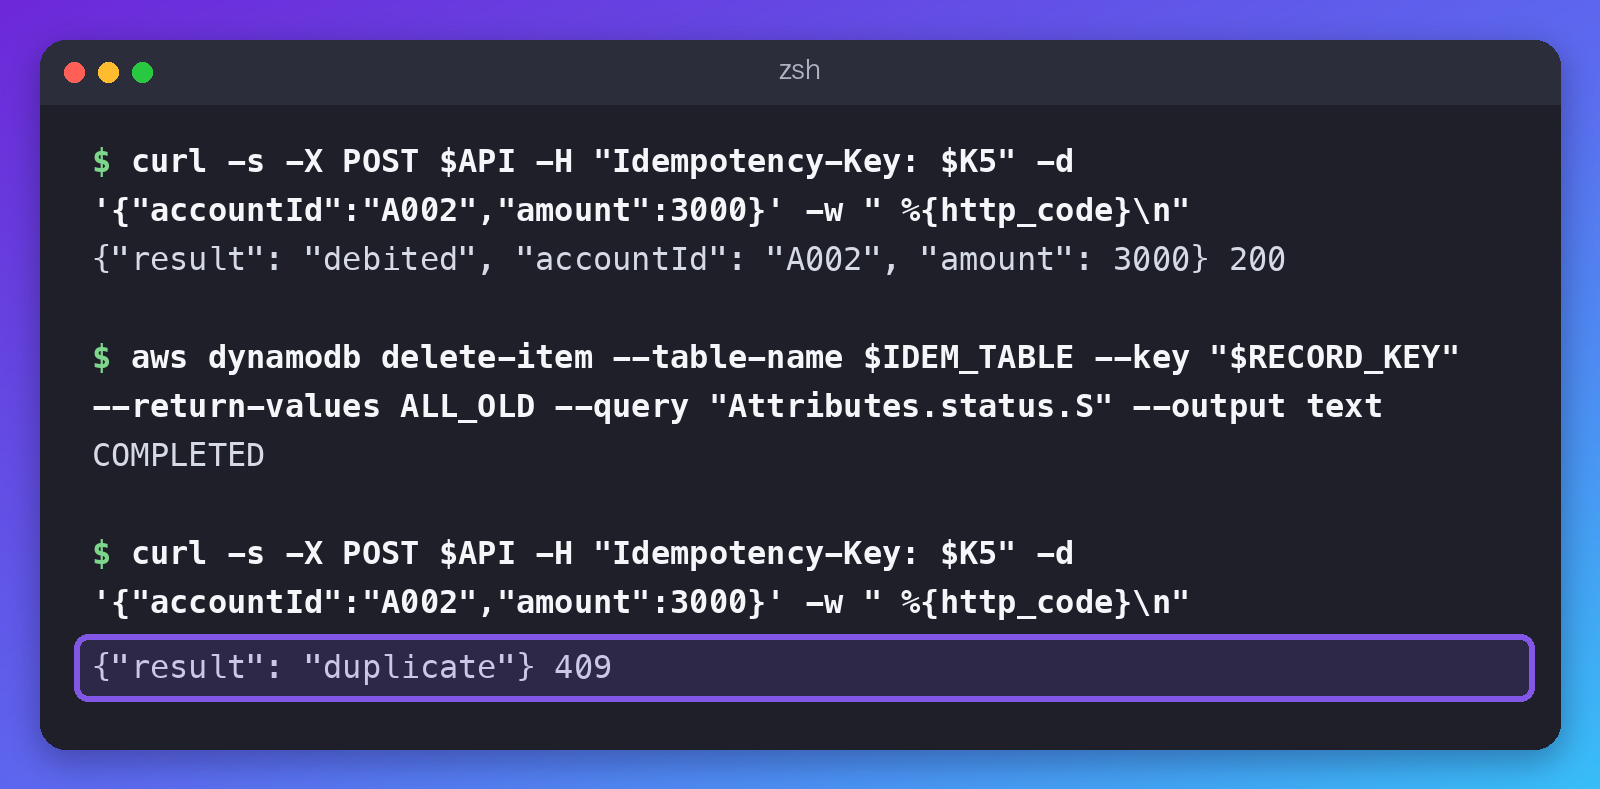 zsh
$ curl -s -X POST $API -H "Idempotency-Key: $K5" -d
'{"accountId":"A002","amount":3000}' -w " %{http_code}\n"
{"result": "debited", "accountId": "A002", "amount": 3000} 200
$ aws dynamodb delete-item --table-name $IDEM_TABLE --key "$RECORD_KEY"
--return-values ALL_OLD --query "Attributes.status.S" --output text
COMPLETED
$ curl -s -X POST $API -H "Idempotency-Key: $K5" -d
'{"accountId":"A002","amount":3000}' -w " %{http_code}\n"
{"result": "duplicate"} 409